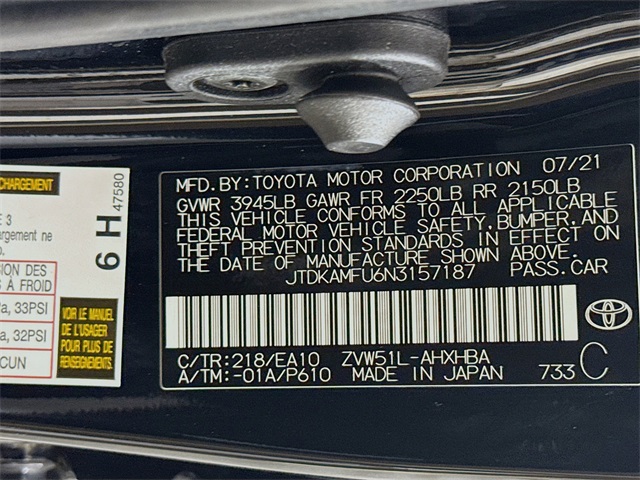 CHARGEMENT
E 3
argement ne
o.
SION DES
S À FROID
a, 33PSI
a, 32PSI
CUN
VOIR LE MANUEL
DE L'USAGER
POUR PLUS DE
RENSEIGNEMENTS
6 H
47580
MFD.BY:TOYOTA MOTOR CORPORATION 07/21
GVWR 3945LB GAWR FR 2250LB RR 2150LB
THIS VEHICLE CONFORMS TO ALL APPLICABLE
FEDERAL MOTOR VEHICLE SAFETY,BUMPER,AND
THEFT PREVENTION STANDARDS IN EFFECT ON
THE DATE OF MANUFACTURE SHOWN ABOVE.
JTDKAMFU6N3157187 PASS.CAR
C/TR:218/EA10 ZVW51L-AHXHBA
A/TM:-01A/P610 MADE IN JAPAN 733 C